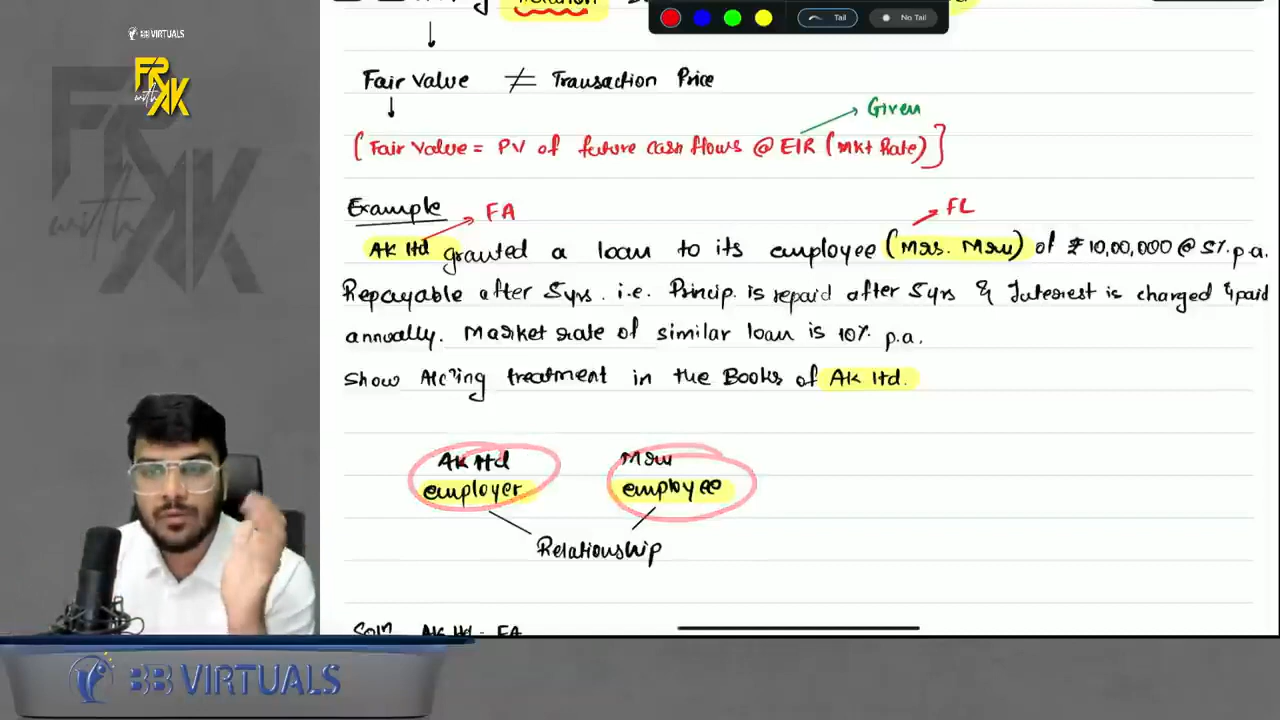 BB VIRTUALS
FR
with
AK
Tail
No Tail
Fair Value ≠ Transaction Price
Given
[Fair Value = PV of future cash flows @ EIR (Mkt Rate)]
Example
FA
FL
AK ltd granted a loan to its employee (Mrs. Mrw) of ₹ 10,00,000 @ 5% p.a.
Repayable after 5yrs. i.e. Princip. is repaid after 5yrs & Interest is charged & paid
annually. Market rate of similar loan is 10% p.a.
Show A/c'ing treatment in the Books of AK ltd.
AK ltd
employer
Mrw
employee
Relationship
Soln AK ltd - FA
BB VIRTUALS